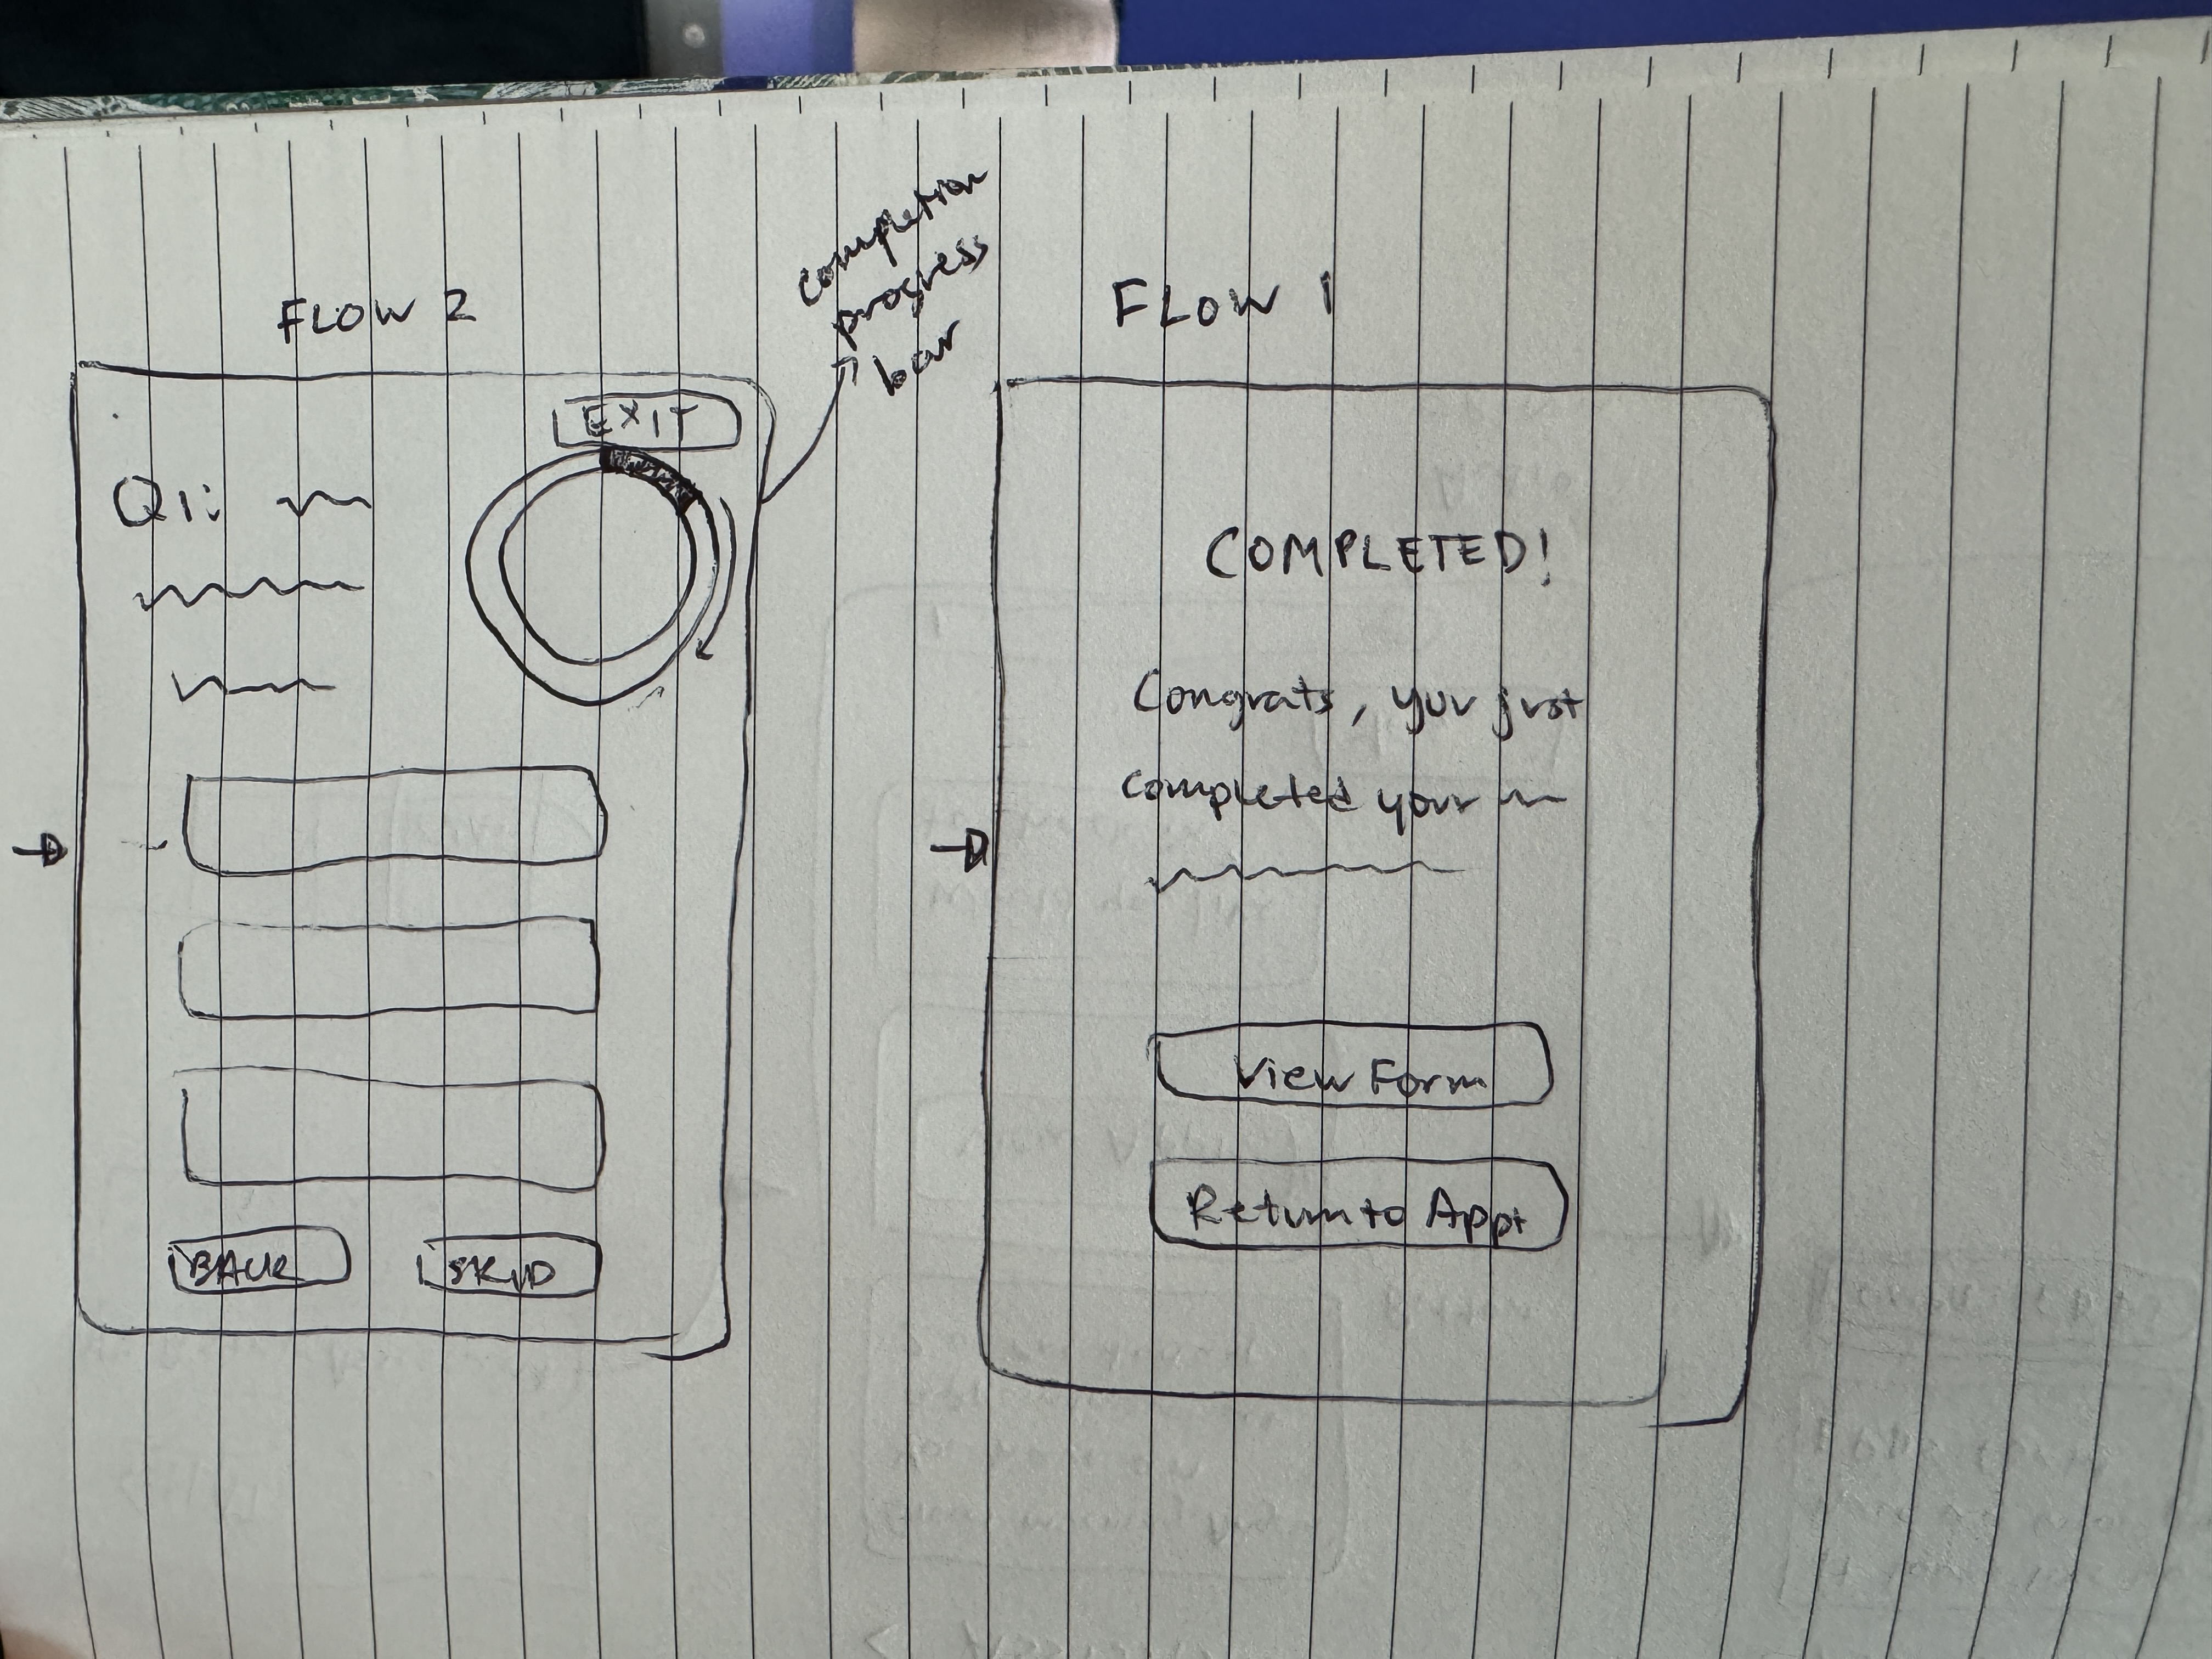 FLOW 2
completion
progress
bar
EXIT
Q1:
BACK
SKIP
FLOW 1
COMPLETED!
Congrats, you just
completed your
View Form
Return to Appt